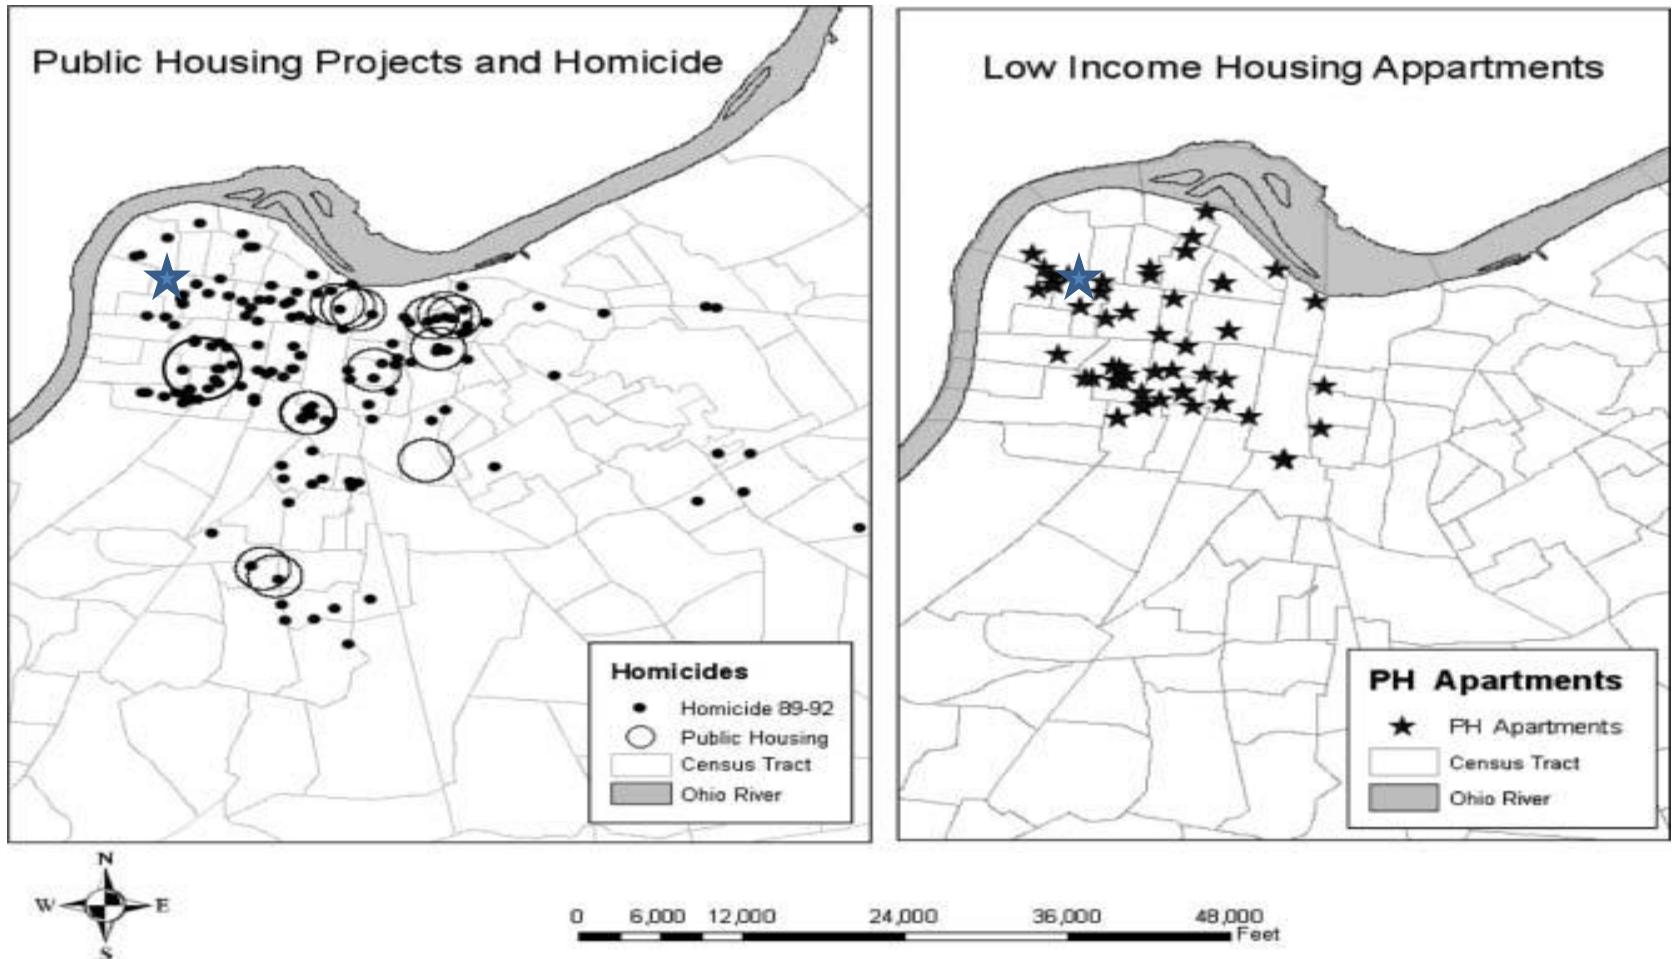 Public Housing Projects and Homicide
Homicides
Homicide 89-92
Public Housing
Census Tract
Ohio River
Low Income Housing Appartments
PH Apartments
PH Apartments
Census Tract
Ohio River
N
W E
S
0 6,000 12,000 24,000 36,000 48,000
Feet